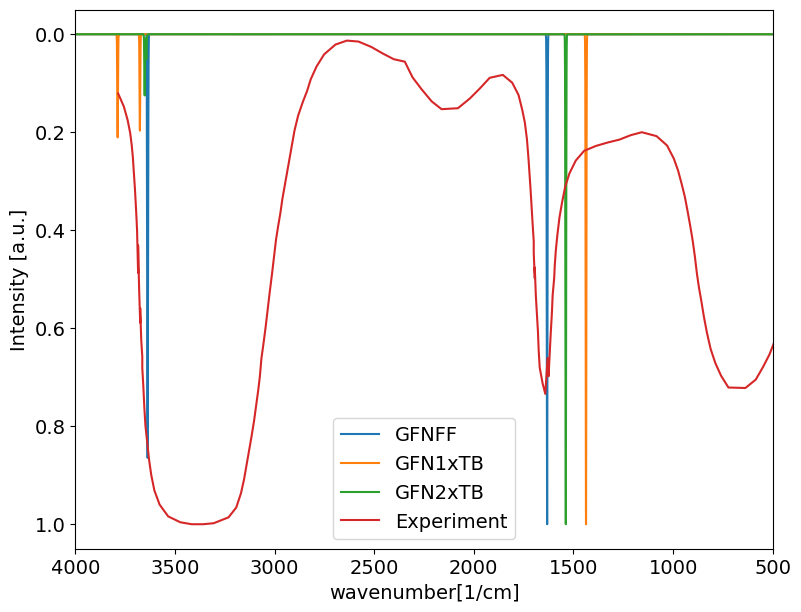 0.0
0.2
0.4
0.6
0.8
1.0
Intensity [a.u.]
GFNFF
GFN1xTB
GFN2xTB
Experiment
4000 3500 3000 2500 2000 1500 1000 500
wavenumber[1/cm]